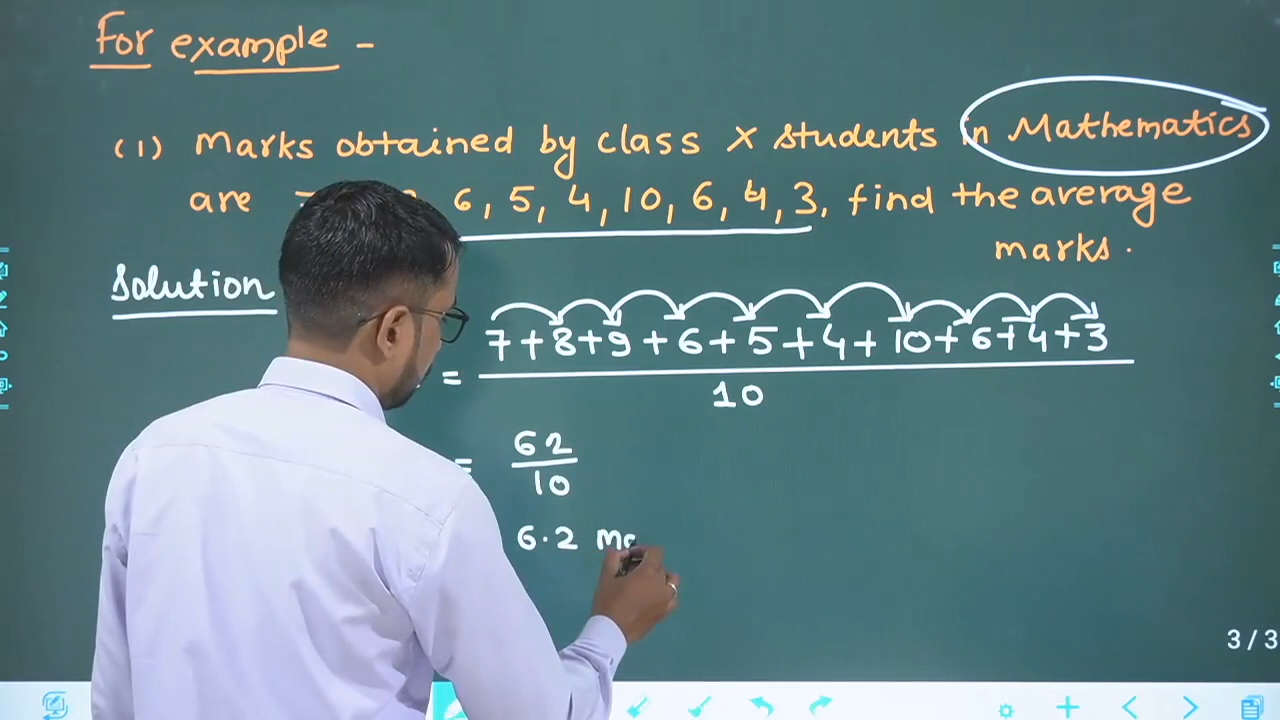 For example -
(1) Marks obtained by class X students in Mathematics
are 6, 5, 4, 10, 6, 4, 3, find the average
marks.
Solution
= 7+8+9+6+5+4+10+6+4+3
10
= 62
10
6.2
3/3